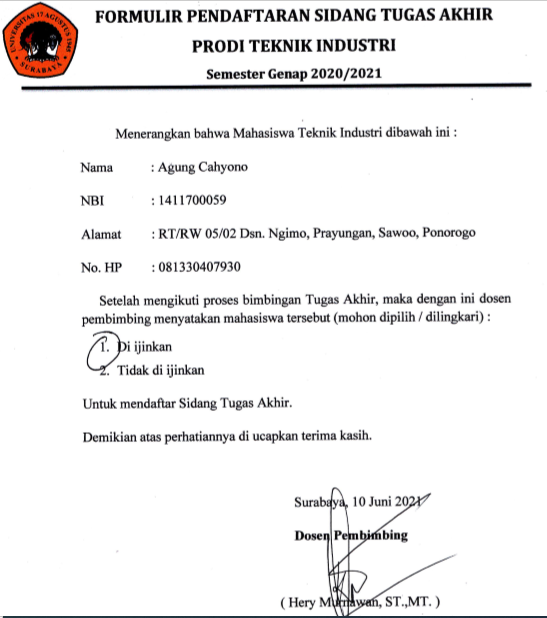 FORMULIR PENDAFTARAN SIDANG TUGAS AKHIR
PRODI TEKNIK INDUSTRI
Semester Genap 2020/2021
UNIVERSITAS 17 AGUSTUS 1945
SURABAYA
Menerangkan bahwa Mahasiswa Teknik Industri dibawah ini :
Nama : Agung Cahyono
NBI : 1411700059
Alamat : RT/RW 05/02 Dsn. Ngimo, Prayungan, Sawoo, Ponorogo
No. HP : 081330407930
Setelah mengikuti proses bimbingan Tugas Akhir, maka dengan ini dosen
pembimbing menyatakan mahasiswa tersebut (mohon dipilih / dilingkari) :
1. Di ijinkan
2. Tidak di ijinkan
Untuk mendaftar Sidang Tugas Akhir.
Demikian atas perhatiannya di ucapkan terima kasih.
Surabaya, 10 Juni 2021
Dosen Pembimbing
( Hery Murnawan, ST.,MT. )